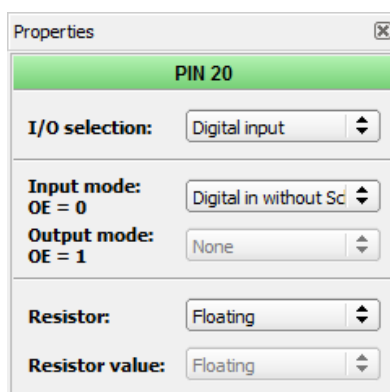 Properties
PIN 20
I/O selection: Digital input
Input mode:
OE = 0 Digital in without Sc
Output mode:
OE = 1 None
Resistor: Floating
Resistor value: Floating